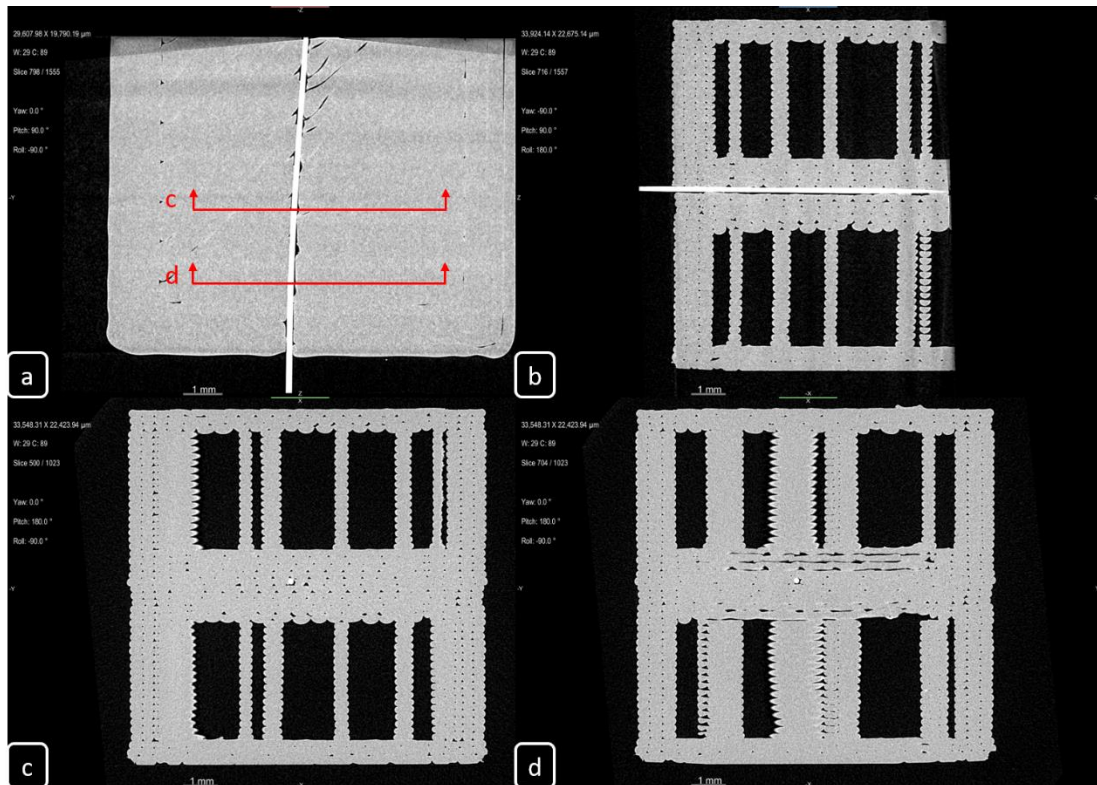 29,607.98 X 19,790.19 µm
W: 29 C: 89
Slice 798 / 1555
Yaw: 0.0 °
Pitch: 90.0 °
Roll: -90.0 °
-Z
-Y
Z
c
d
a
1 mm
33,924.14 X 22,675.14 µm
W: 29 C: 89
Slice 716 / 1557
Yaw: -90.0 °
Pitch: 90.0 °
Roll: 180.0 °
b
1 mm
33,548.31 X 22,423.94 µm
W: 29 C: 89
Slice 500 / 1023
Yaw: 0.0 °
Pitch: 180.0 °
Roll: -90.0 °
Z
X
-Y
c
1 mm
33,548.31 X 22,423.94 µm
W: 29 C: 89
Slice 704 / 1023
Yaw: 0.0 °
Pitch: 180.0 °
Roll: -90.0 °
-X
X
-Y
d
1 mm